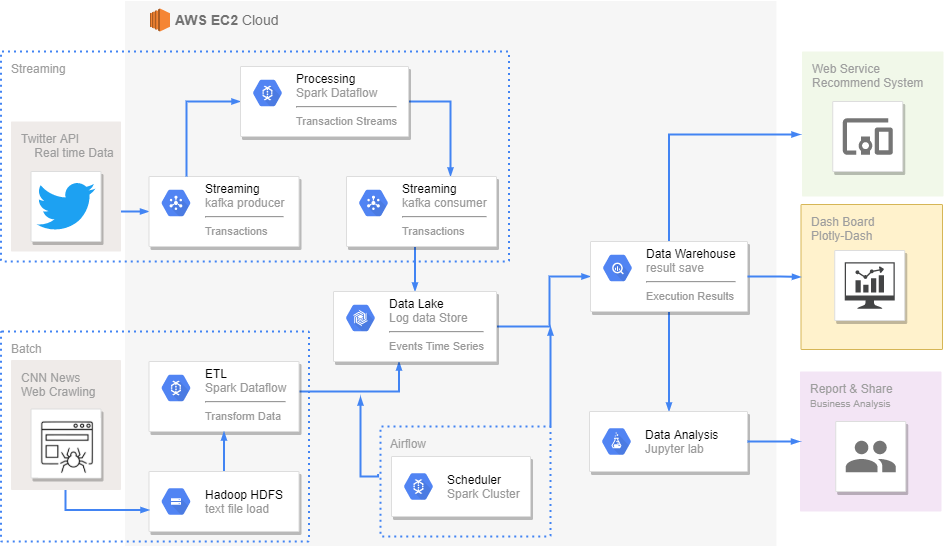 AWS EC2 Cloud
Streaming
Twitter API
Real time Data
Processing
Spark Dataflow
Transaction Streams
Streaming
kafka producer
Transactions
Streaming
kafka consumer
Transactions
Data Lake
Log data Store
Events Time Series
Batch
CNN News
Web Crawling
ETL
Spark Dataflow
Transform Data
Hadoop HDFS
text file load
Airflow
Scheduler
Spark Cluster
Data Warehouse
result save
Execution Results
Data Analysis
Jupyter lab
Web Service
Recommend System
Dash Board
Plotly-Dash
Report & Share
Business Analysis